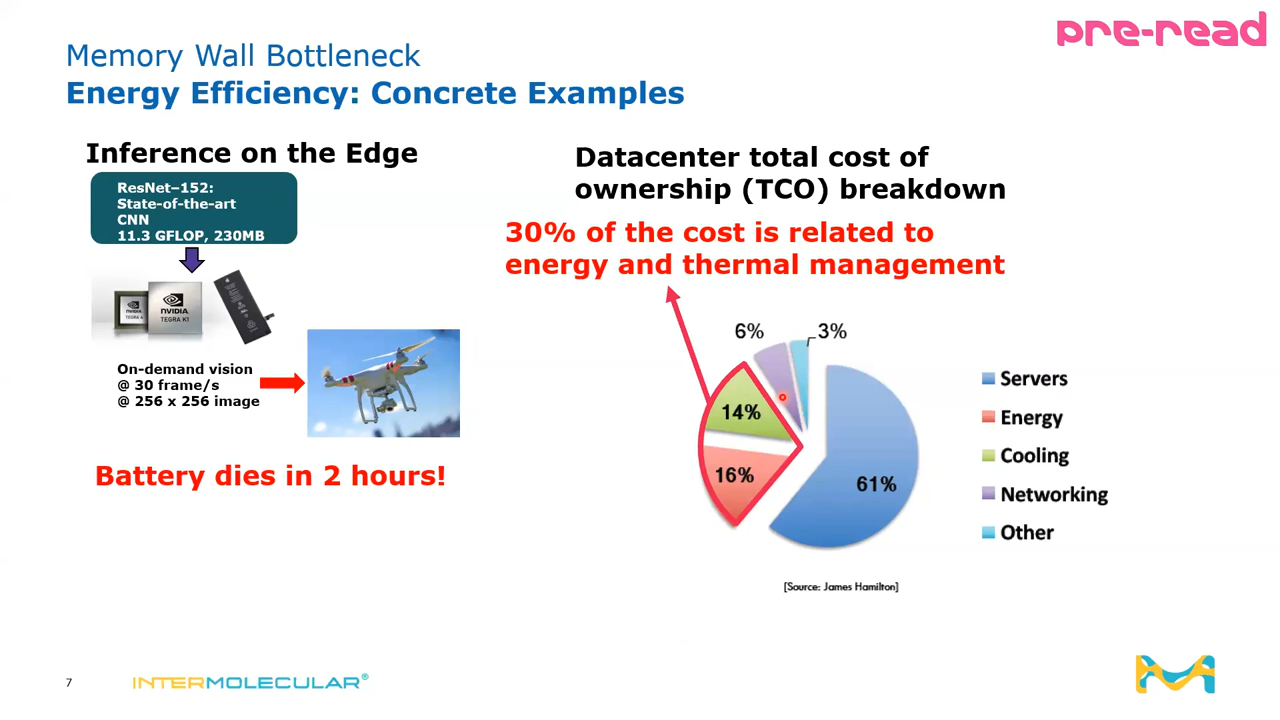 pre-read
Memory Wall Bottleneck
Energy Efficiency: Concrete Examples
Inference on the Edge
ResNet–152:
State-of-the-art
CNN
11.3 GFLOP, 230MB
NVIDIA
TEGRA K1
On-demand vision
@ 30 frame/s
@ 256 x 256 image
Battery dies in 2 hours!
Datacenter total cost of
ownership (TCO) breakdown
30% of the cost is related to
energy and thermal management
6%
3%
14%
16%
61%
Servers
Energy
Cooling
Networking
Other
[Source: James Hamilton]
7
INTERMOLECULAR®